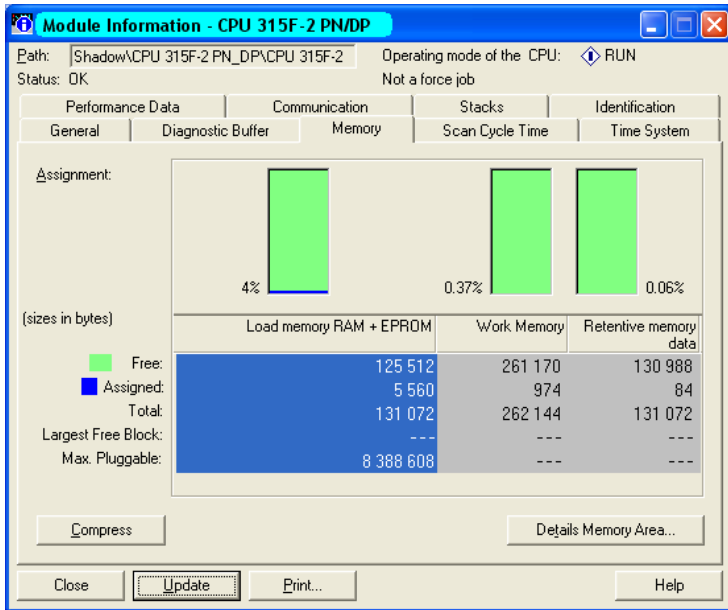 Module Information - CPU 315F-2 PN/DP
Path: Shadow\CPU 315F-2 PN_DP\CPU 315F-2 Operating mode of the CPU: RUN
Status: OK Not a force job
Performance Data Communication Stacks Identification
General Diagnostic Buffer Memory Scan Cycle Time Time System
Assignment:
4% 0.37% 0.06%
(sizes in bytes)
Load memory RAM + EPROM Work Memory Retentive memory
data
Free: 125 512 261 170 130 988
Assigned: 5 560 974 84
Total: 131 072 262 144 131 072
Largest Free Block: --- --- ---
Max. Pluggable: 8 388 608 --- ---
Compress Details Memory Area...
Close Update Print... Help